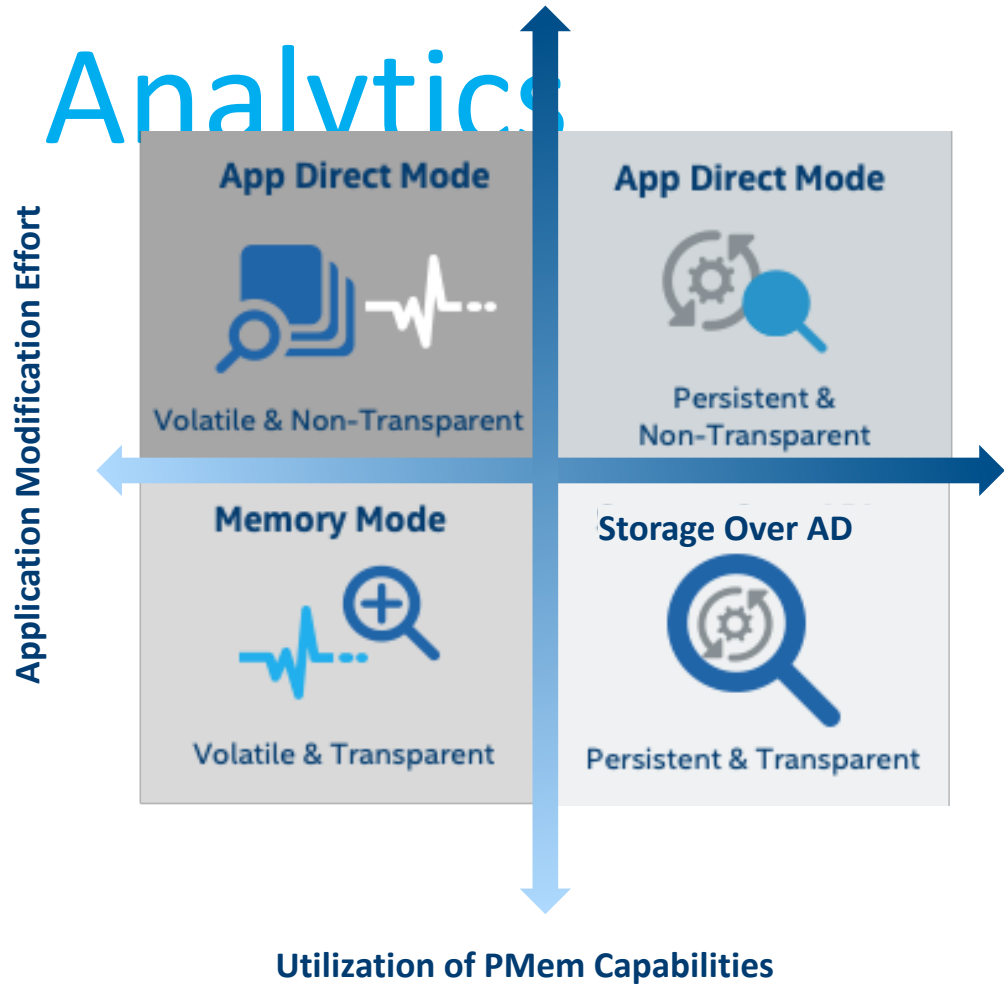 Analytics
App Direct Mode
App Direct Mode
Volatile & Non-Transparent
Persistent &
Non-Transparent
Application Modification Effort
Memory Mode
Storage Over AD
Volatile & Transparent
Persistent & Transparent
Utilization of PMem Capabilities